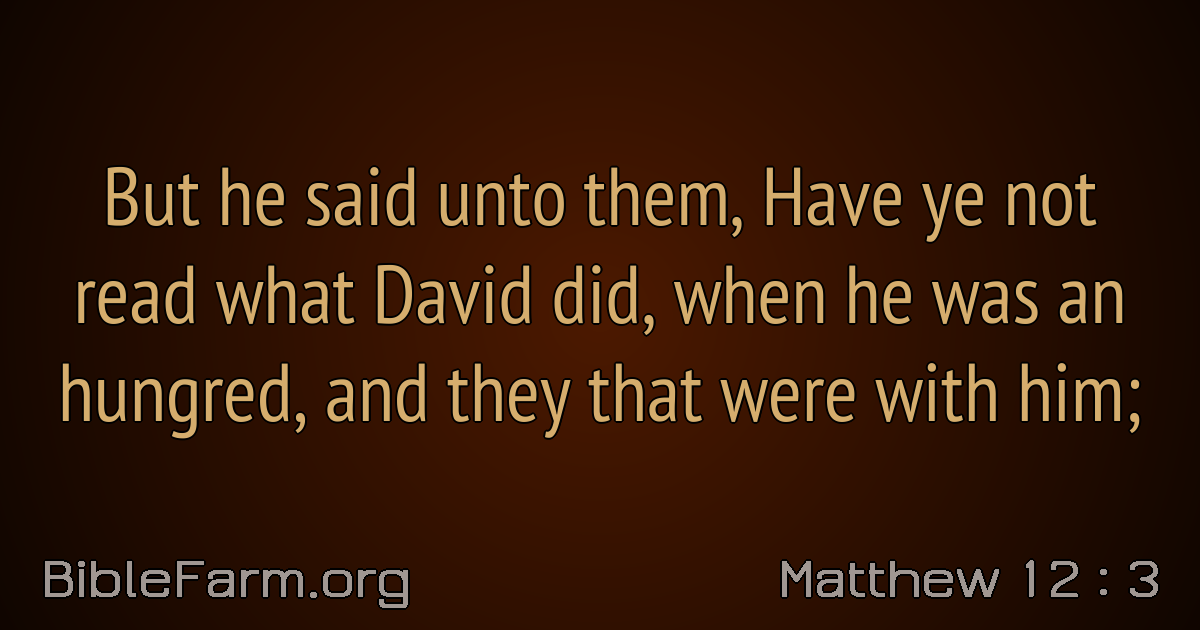 But he said unto them, Have ye not
read what David did, when he was an
hungred, and they that were with him;
BibleFarm.org
Matthew 12 : 3